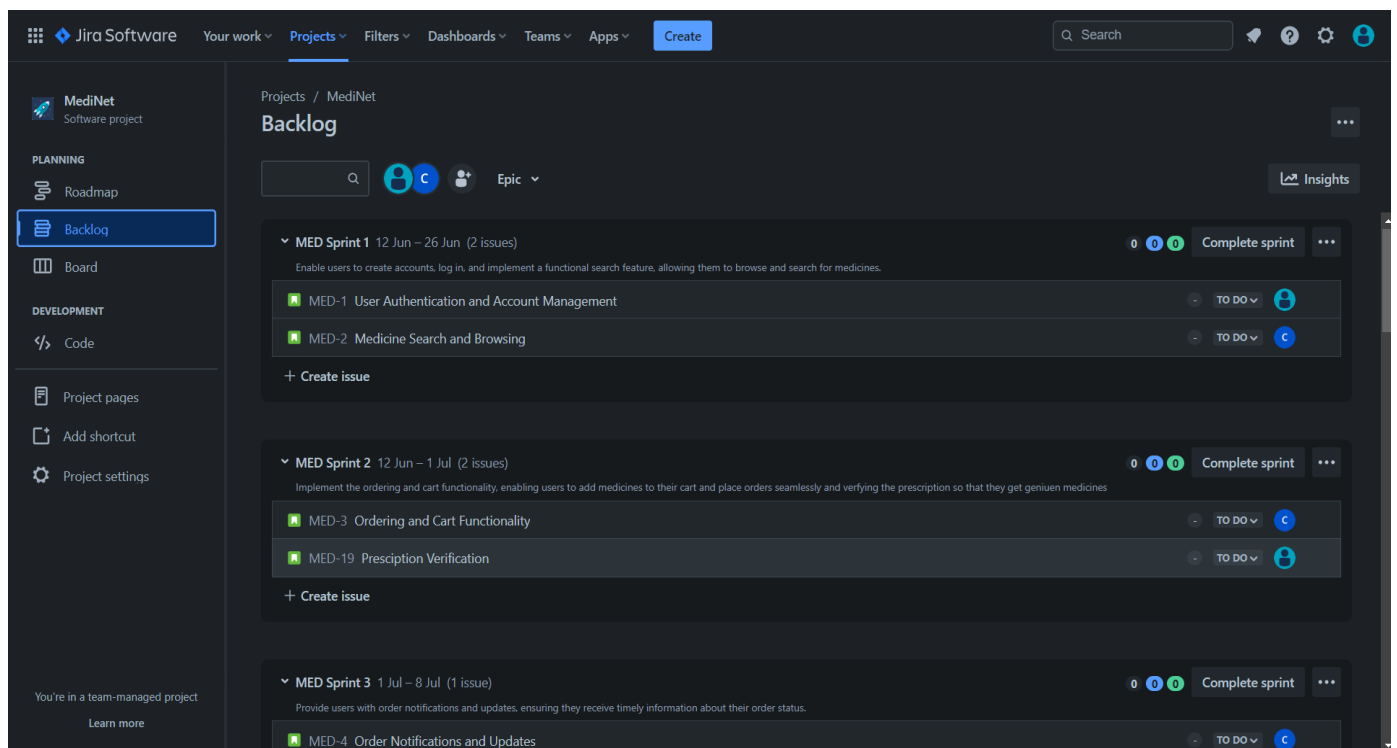 Jira Software Your work Projects Filters Dashboards Teams Apps Create Search
MediNet
Software project
PLANNING
Roadmap
Backlog
Board
DEVELOPMENT
Code
Project pages
Add shortcut
Project settings
You're in a team-managed project
Learn more
Projects / MediNet
Backlog
C Epic Insights
MED Sprint 1 12 Jun – 26 Jun (2 issues) 0 0 0 Complete sprint
Enable users to create accounts, log in, and implement a functional search feature, allowing them to browse and search for medicines.
MED-1 User Authentication and Account Management - TO DO
MED-2 Medicine Search and Browsing - TO DO C
+ Create issue
MED Sprint 2 12 Jun – 1 Jul (2 issues) 0 0 0 Complete sprint
Implement the ordering and cart functionality, enabling users to add medicines to their cart and place orders seamlessly and verfying the prescription so that they get geniuen medicines
MED-3 Ordering and Cart Functionality - TO DO C
MED-19 Presciption Verification - TO DO
+ Create issue
MED Sprint 3 1 Jul – 8 Jul (1 issue) 0 0 0 Complete sprint
Provide users with order notifications and updates, ensuring they receive timely information about their order status.
MED-4 Order Notifications and Updates - TO DO C